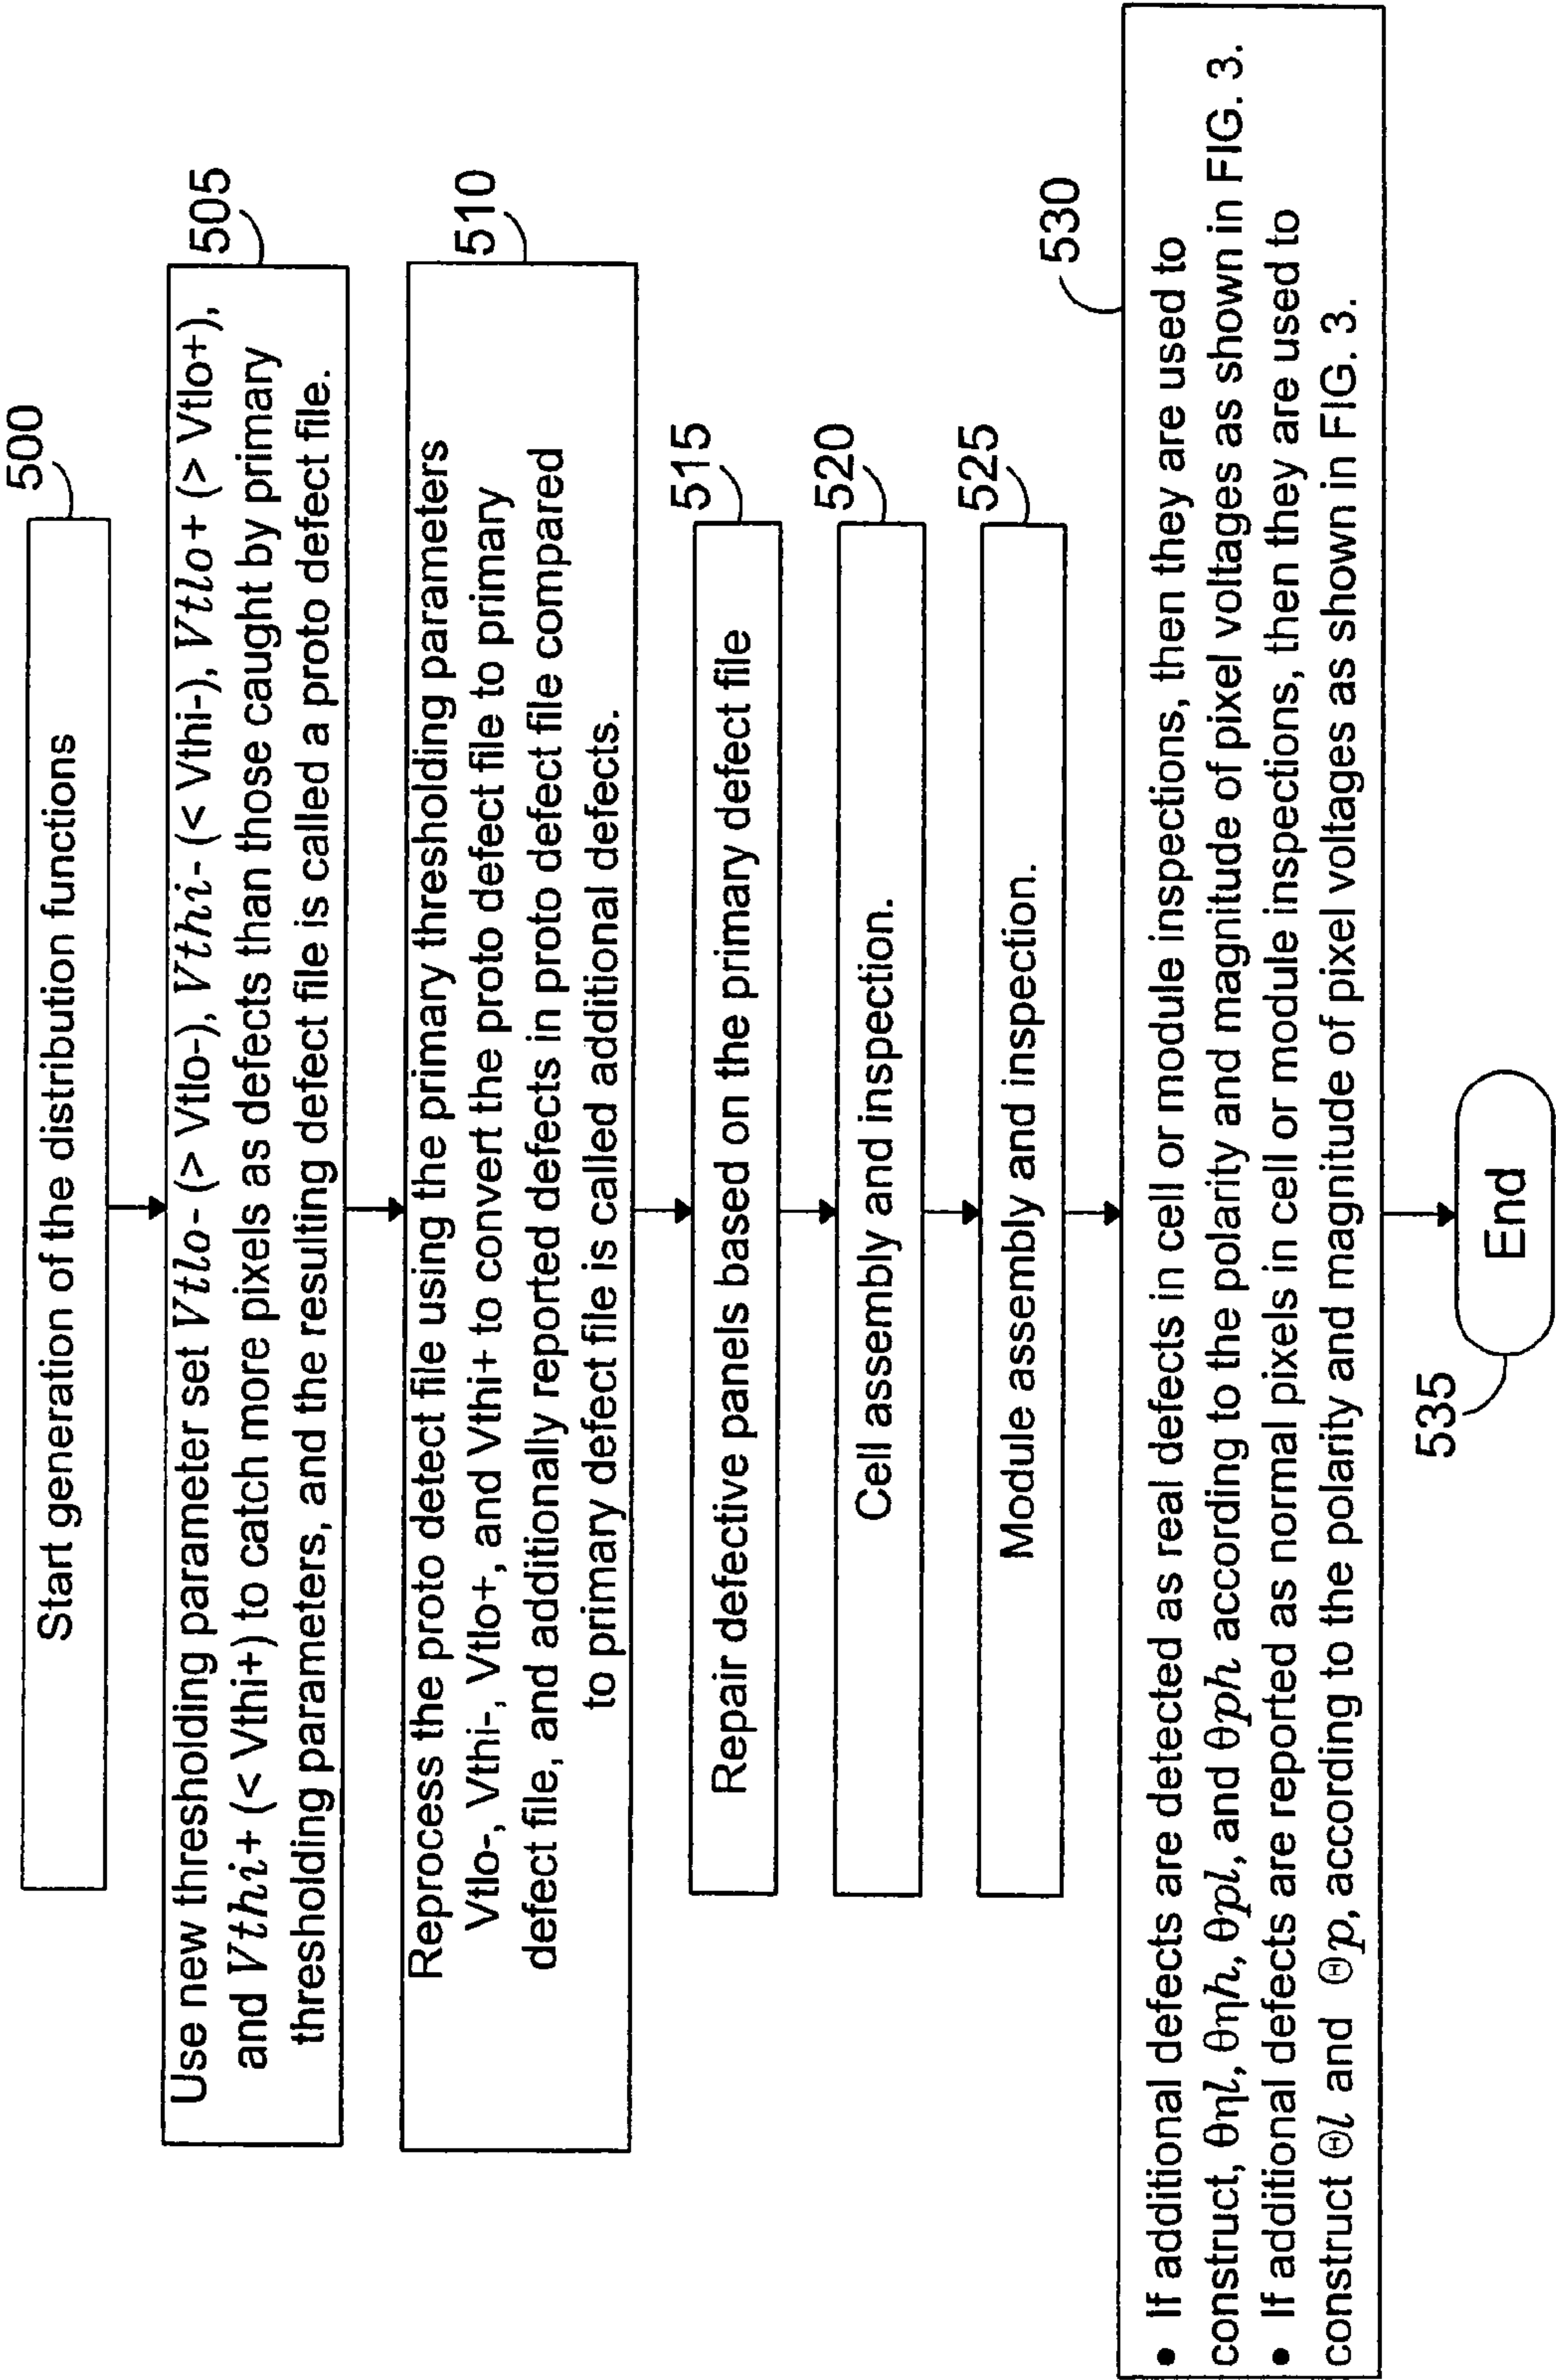 500
Start generation of the distribution functions
505
Use new thresholding parameter set Vtlo- (> Vtlo-), Vthi- (< Vthi-), Vtlo+ (> Vtlo+),
and Vthi+ (< Vthi+) to catch more pixels as defects than those caught by primary
thresholding parameters, and the resulting defect file is called a proto defect file.
510
Reprocess the proto detect file using the primary thresholding parameters
Vtlo-, Vthi-, Vtlo+, and Vthi+ to convert the proto defect file to primary
defect file, and additionally reported defects in proto defect file compared
to primary defect file is called additional defects.
515
Repair defective panels based on the primary defect file
520
Cell assembly and inspection.
525
Module assembly and inspection.
530
• If additional defects are detected as real defects in cell or module inspections, then they are used to
construct, θηl, θηh, θpl, and θph according to the polarity and magnitude of pixel voltages as shown in FIG. 3.
• If additional defects are reported as normal pixels in cell or module inspections, then they are used to
construct Θl and Θp, according to the polarity and magnitude of pixel voltages as shown in FIG. 3.
535
End